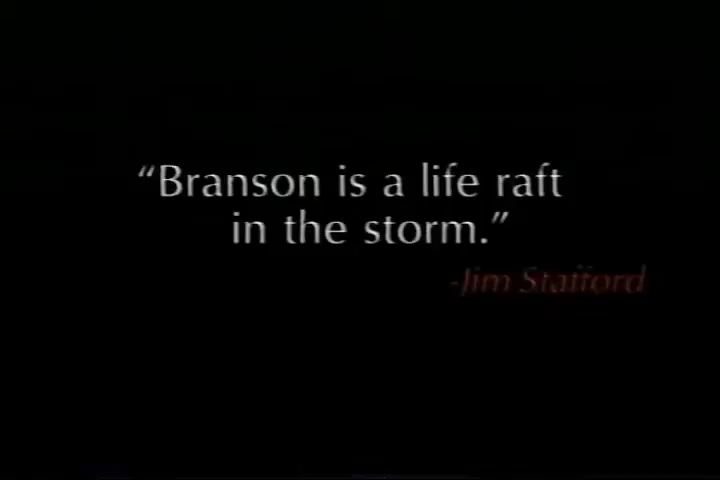 “Branson is a life raft
in the storm.”
-Jim Stafford